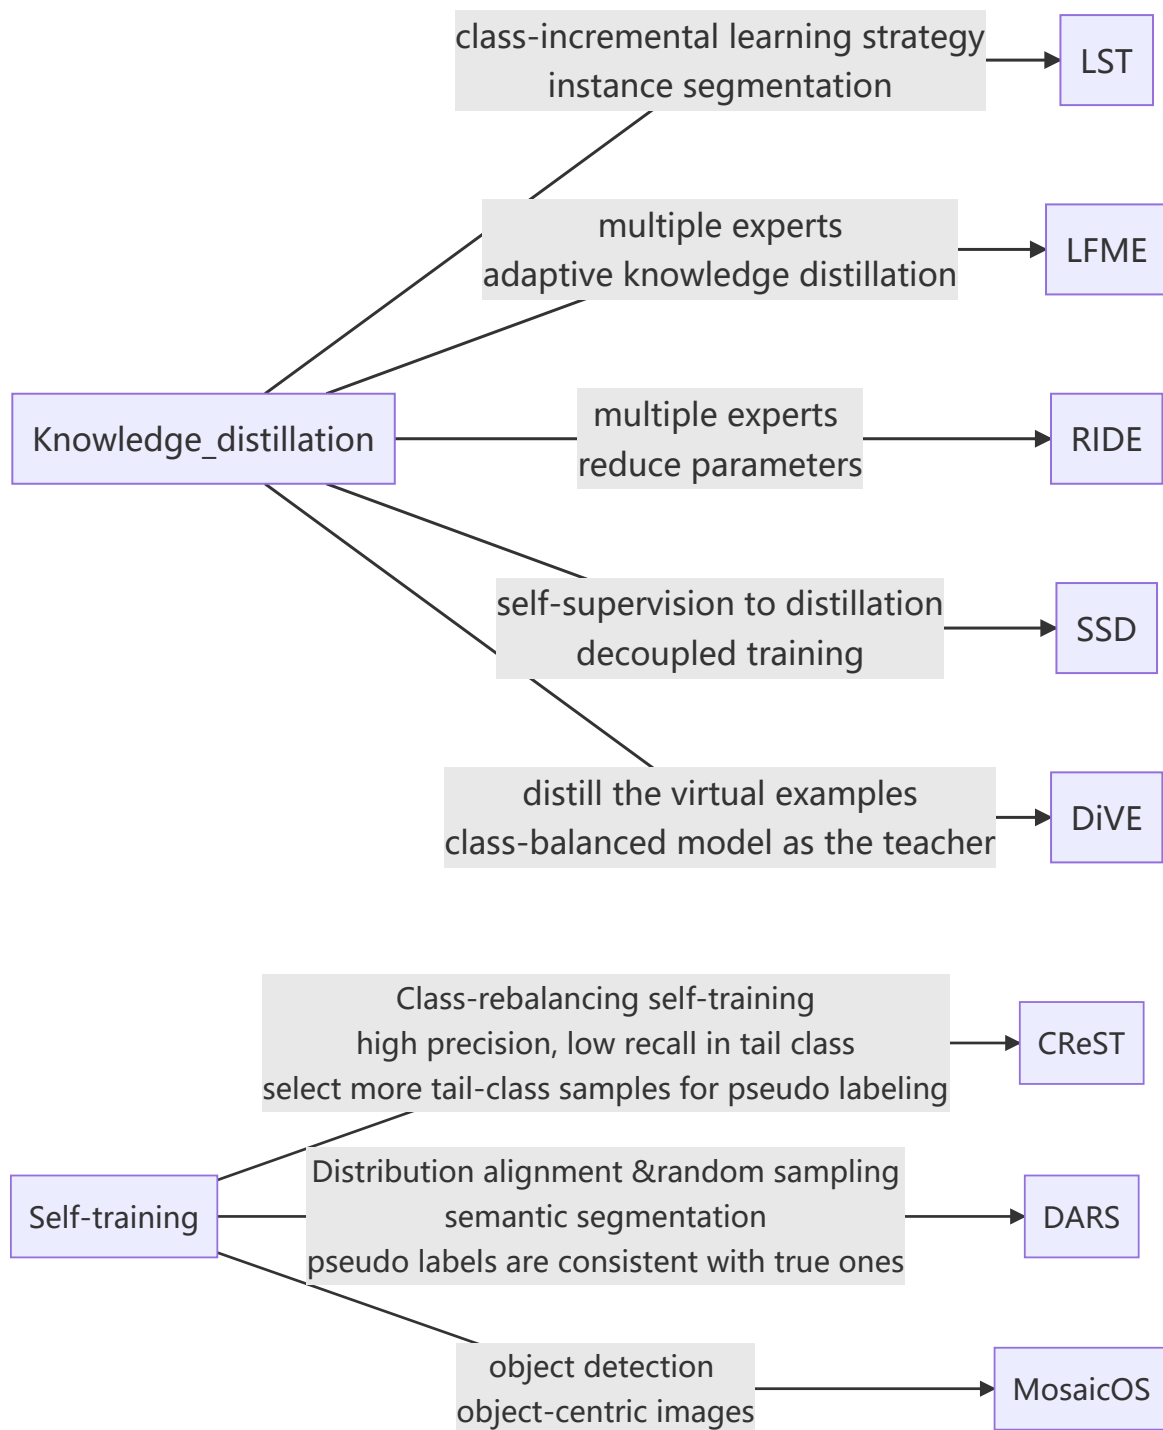 class-incremental learning strategy
instance segmentation
LST
multiple experts
adaptive knowledge distillation
LFME
Knowledge_distillation
multiple experts
reduce parameters
RIDE
self-supervision to distillation
decoupled training
SSD
distill the virtual examples
class-balanced model as the teacher
DiVE
Class-rebalancing self-training
high precision, low recall in tail class
select more tail-class samples for pseudo labeling
CReST
Self-training
Distribution alignment &random sampling
semantic segmentation
pseudo labels are consistent with true ones
DARS
object detection
object-centric images
MosaicOS